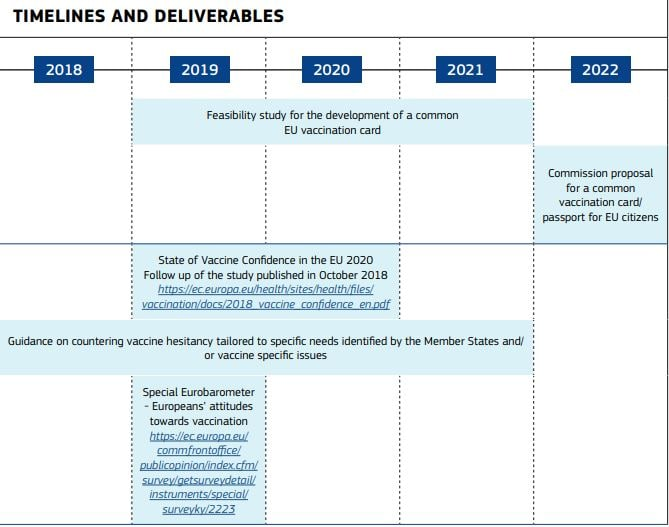 TIMELINES AND DELIVERABLES
2018
2019
2020
2021
2022
Feasibility study for the development of a common
EU vaccination card
Commission proposal
for a common
vaccination card/
passport for EU citizens
State of Vaccine Confidence in the EU 2020
Follow up of the study published in October 2018
https://ec.europa.eu/health/sites/health/files/
vaccination/docs/2018_vaccine_confidence_en.pdf
Guidance on countering vaccine hesitancy tailored to specific needs identified by the Member States and/
or vaccine specific issues
Special Eurobarometer
- Europeans' attitudes
towards vaccination
https://ec.europa.eu/
commfrontoffice/
publicopinion/index.cfm/
survey/getsurveydetail/
instruments/special/
surveyky/2223